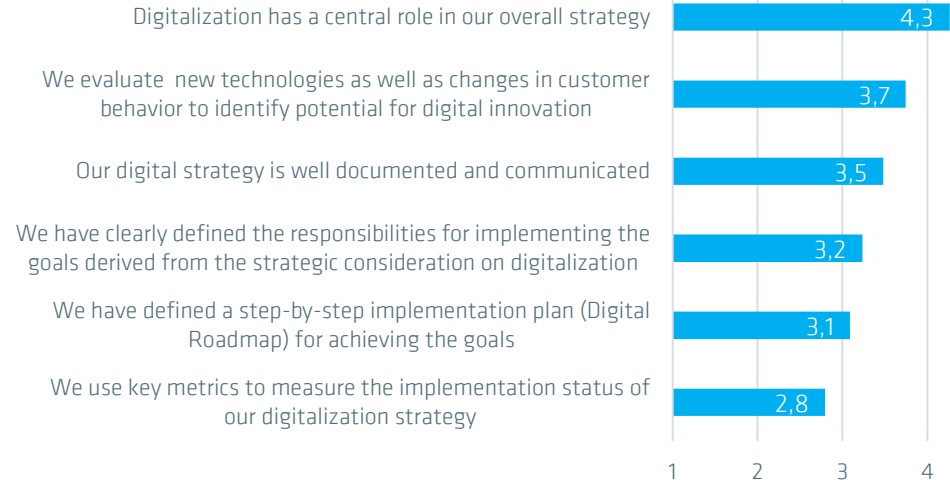 Digitalization has a central role in our overall strategy
4,3
We evaluate  new technologies as well as changes in customer
behavior to identify potential for digital innovation
3,7
Our digital strategy is well documented and communicated
3,5
We have clearly defined the responsibilities for implementing the
goals derived from the strategic consideration on digitalization
3,2
We have defined a step-by-step implementation plan (Digital
Roadmap) for achieving the goals
3,1
We use key metrics to measure the implementation status of
our digitalization strategy
2,8
1 2 3 4